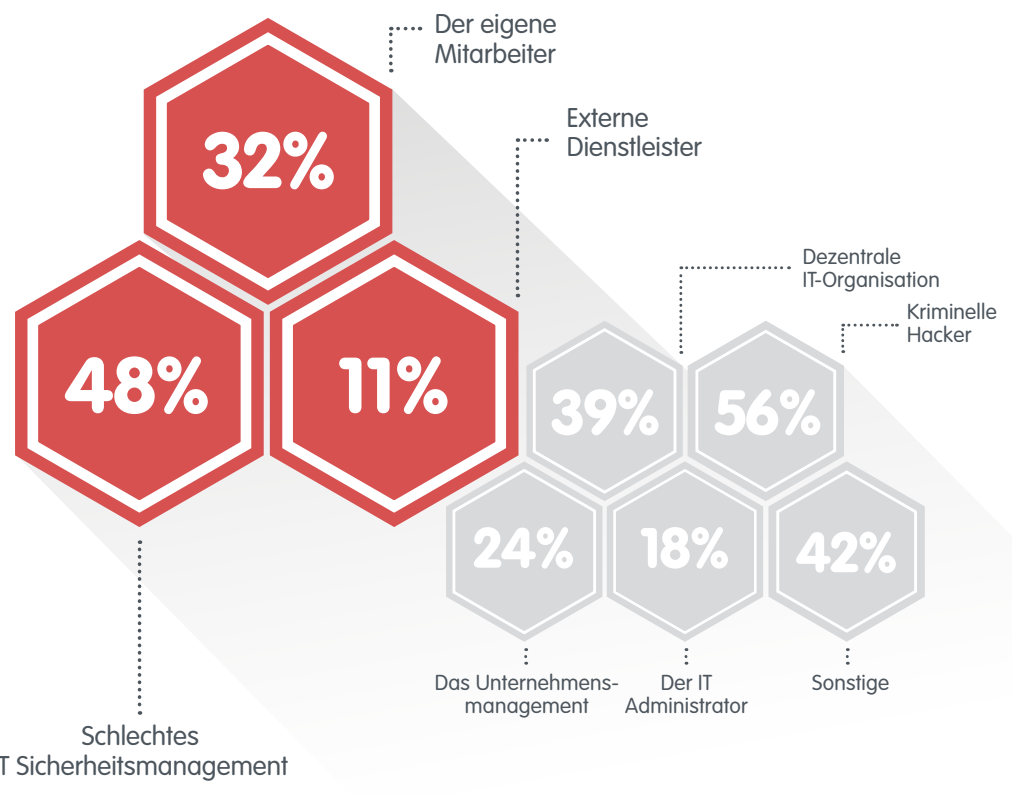 Der eigene
Mitarbeiter
32%
Externe
Dienstleister
48%
11%
Dezentrale
IT-Organisation
Kriminelle
Hacker
39%
56%
24%
18%
42%
Das Unternehmens-
management
Der IT
Administrator
Sonstige
Schlechtes
T Sicherheitsmanagement